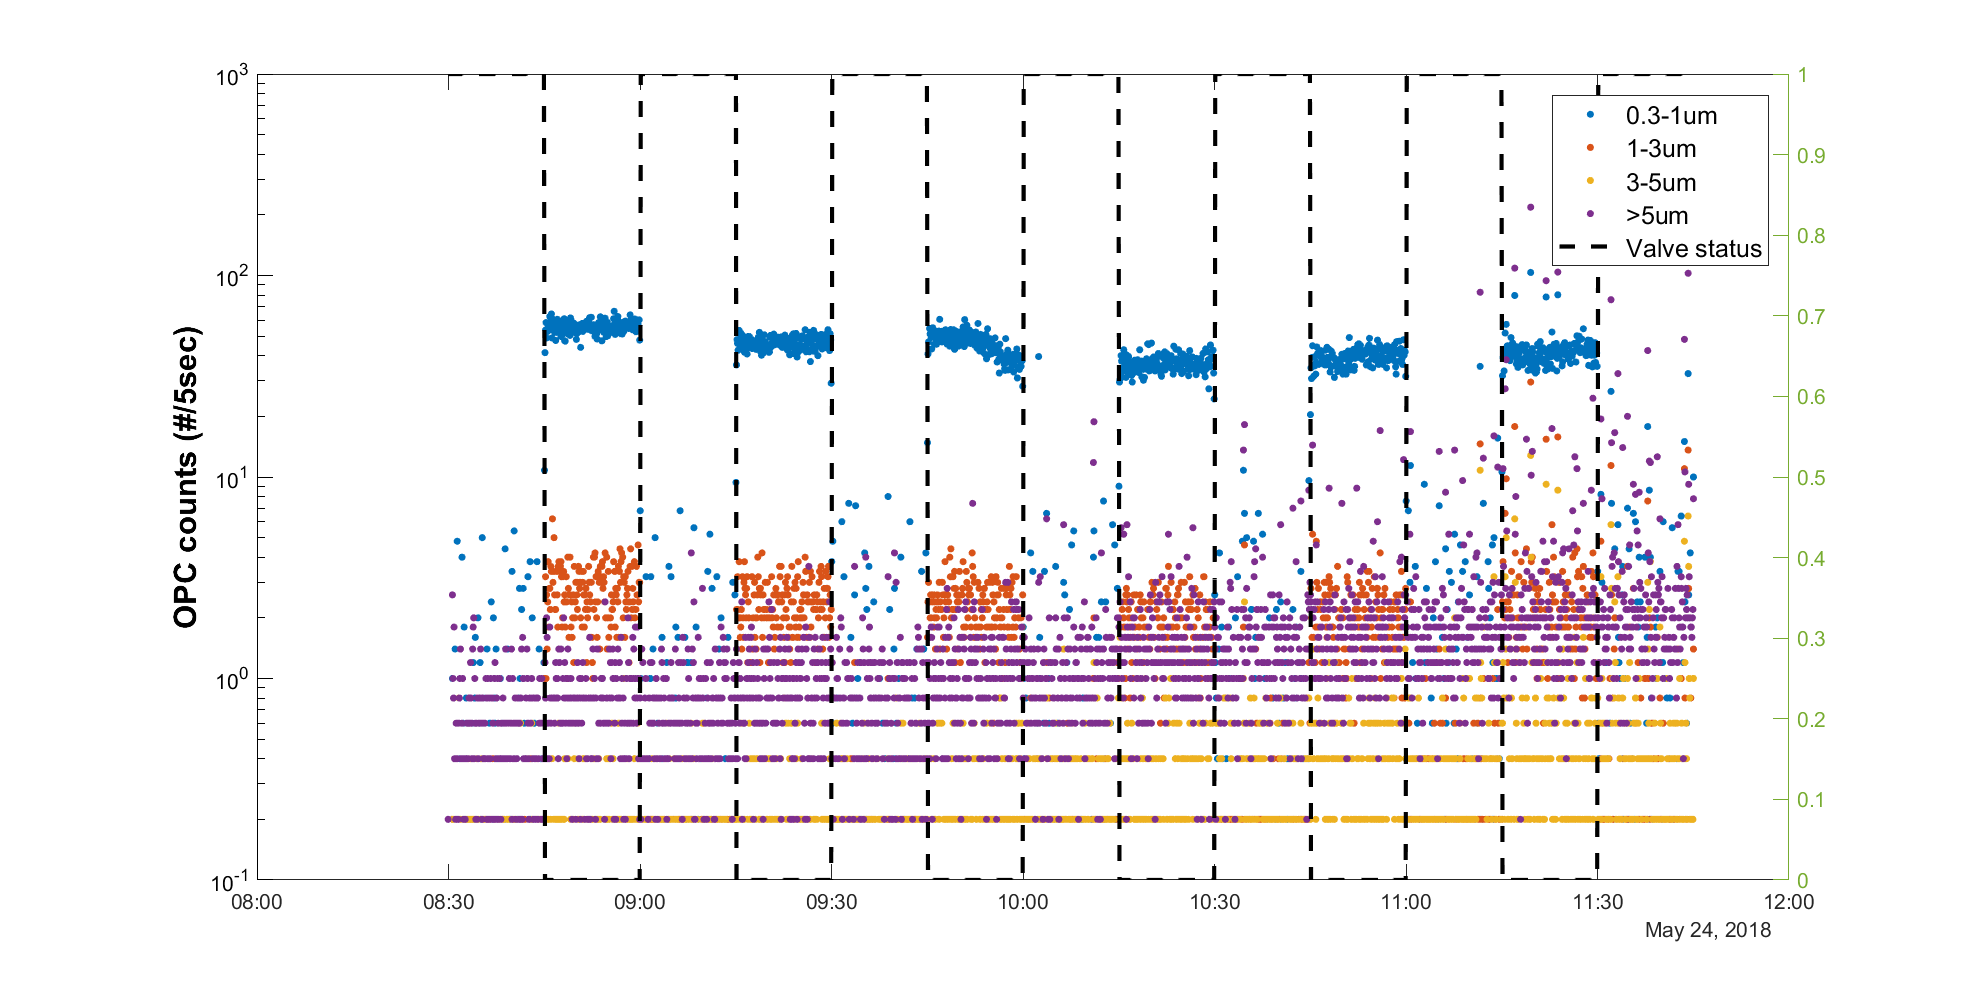 10^3
10^2
10^1
10^0
10^-1
OPC counts (#/5sec)
1
0.9
0.8
0.7
0.6
0.5
0.4
0.3
0.2
0.1
0
0.3-1um
1-3um
3-5um
>5um
Valve status
08:00 08:30 09:00 09:30 10:00 10:30 11:00 11:30 12:00
May 24, 2018